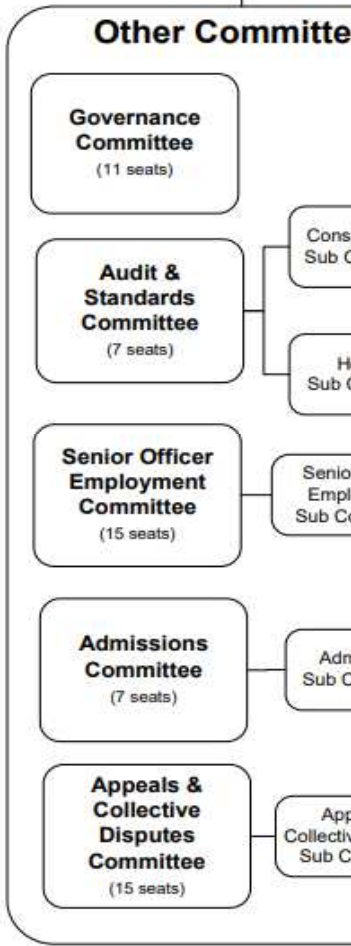 Other Committe
Governance
Committee
(11 seats)
Audit &
Standards
Committee
(7 seats)
Cons
Sub C
H
Sub C
Senior Officer
Employment
Committee
(15 seats)
Senio
Empl
Sub Co
Admissions
Committee
(7 seats)
Adm
Sub C
Appeals &
Collective
Disputes
Committee
(15 seats)
App
Collectiv
Sub C